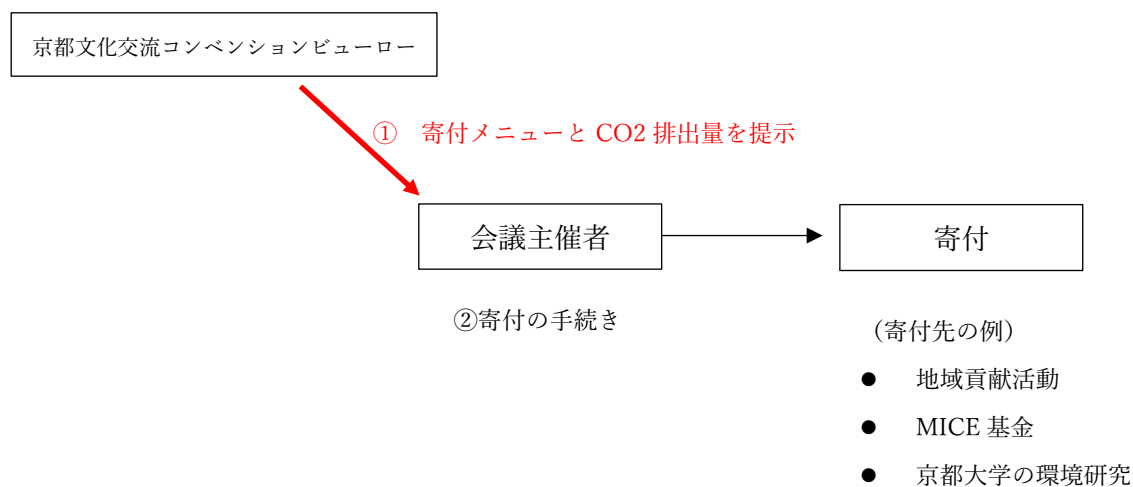 京都文化交流コンベンションビューロー
① 寄付メニューと CO2 排出量を提示
会議主催者
寄付
②寄付の手続き
（寄付先の例）
● 地域貢献活動
● MICE 基金
● 京都大学の環境研究